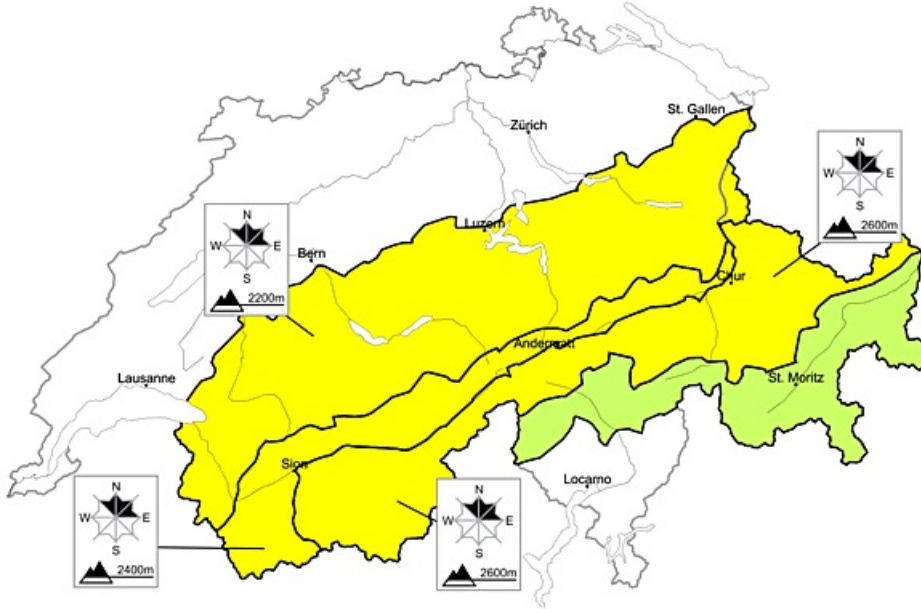 St. Gallen
Zürich
N
W E
S
2600m
Luzern
N
W E
S
2200m
Bern
Chur
Andermatt
Lausanne
St. Moritz
Sion
Locarno
N
W E
S
2400m
N
W E
S
2600m